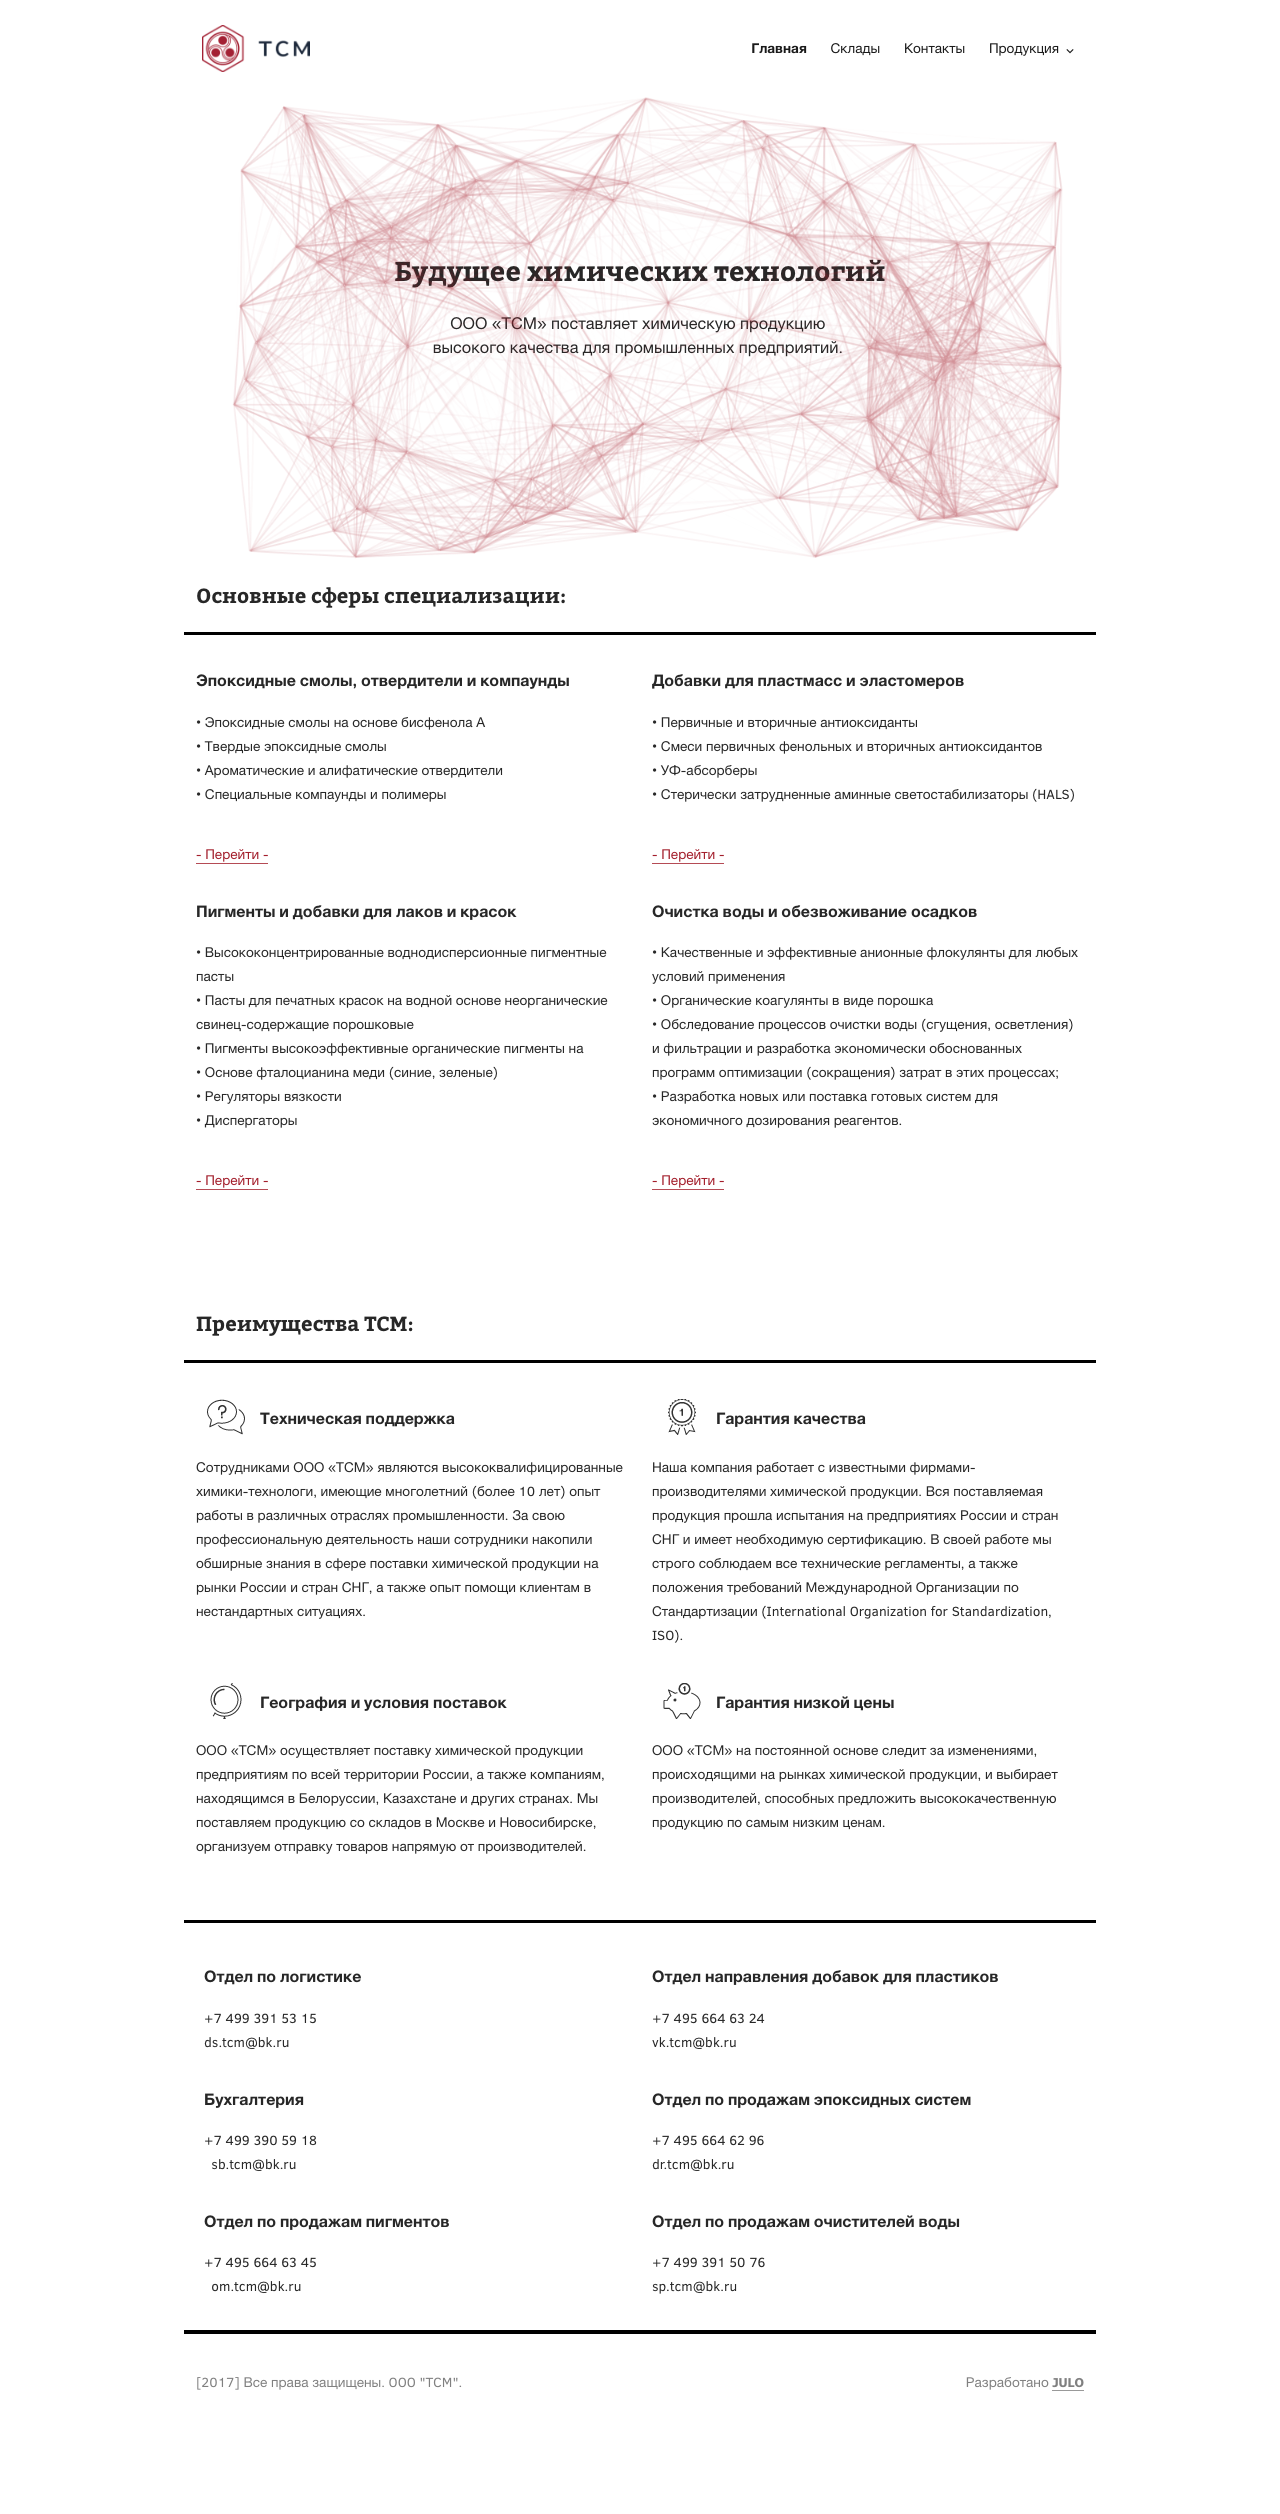 ТСМ
Главная Склады Контакты Продукция
Будущее химических технологий
ООО «ТСМ» поставляет химическую продукцию
высокого качества для промышленных предприятий.
Основные сферы специализации:
Эпоксидные смолы, отвердители и компаунды
• Эпоксидные смолы на основе бисфенола А
• Твердые эпоксидные смолы
• Ароматические и алифатические отвердители
• Специальные компаунды и полимеры
- Перейти -
Добавки для пластмасс и эластомеров
• Первичные и вторичные антиоксиданты
• Смеси первичных фенольных и вторичных антиоксидантов
• УФ-абсорберы
• Стерически затрудненные аминные светостабилизаторы (HALS)
- Перейти -
Пигменты и добавки для лаков и красок
• Высококонцентрированные воднодисперсионные пигментные
пасты
• Пасты для печатных красок на водной основе неорганические
свинец-содержащие порошковые
• Пигменты высокоэффективные органические пигменты на
• Основе фталоцианина меди (синие, зеленые)
• Регуляторы вязкости
• Диспергаторы
- Перейти -
Очистка воды и обезвоживание осадков
• Качественные и эффективные анионные флокулянты для любых
условий применения
• Органические коагулянты в виде порошка
• Обследование процессов очистки воды (сгущения, осветления)
и фильтрации и разработка экономически обоснованных
программ оптимизации (сокращения) затрат в этих процессах;
• Разработка новых или поставка готовых систем для
экономичного дозирования реагентов.
- Перейти -
Преимущества ТСМ:
Техническая поддержка
Сотрудниками ООО «ТСМ» являются высококвалифицированные
химики-технологи, имеющие многолетний (более 10 лет) опыт
работы в различных отраслях промышленности. За свою
профессиональную деятельность наши сотрудники накопили
обширные знания в сфере поставки химической продукции на
рынки России и стран СНГ, а также опыт помощи клиентам в
нестандартных ситуациях.
Гарантия качества
Наша компания работает с известными фирмами-
производителями химической продукции. Вся поставляемая
продукция прошла испытания на предприятиях России и стран
СНГ и имеет необходимую сертификацию. В своей работе мы
строго соблюдаем все технические регламенты, а также
положения требований Международной Организации по
Стандартизации (International Organization for Standardization,
ISO).
География и условия поставок
ООО «ТСМ» осуществляет поставку химической продукции
предприятиям по всей территории России, а также компаниям,
находящимся в Белоруссии, Казахстане и других странах. Мы
поставляем продукцию со складов в Москве и Новосибирске,
организуем отправку товаров напрямую от производителей.
Гарантия низкой цены
ООО «ТСМ» на постоянной основе следит за изменениями,
происходящими на рынках химической продукции, и выбирает
производителей, способных предложить высококачественную
продукцию по самым низким ценам.
Отдел по логистике
+7 499 391 53 15
ds.tcm@bk.ru
Отдел направления добавок для пластиков
+7 495 664 63 24
vk.tcm@bk.ru
Бухгалтерия
+7 499 390 59 18
sb.tcm@bk.ru
Отдел по продажам эпоксидных систем
+7 495 664 62 96
dr.tcm@bk.ru
Отдел по продажам пигментов
+7 495 664 63 45
om.tcm@bk.ru
Отдел по продажам очистителей воды
+7 499 391 50 76
sp.tcm@bk.ru
[2017] Все права защищены. ООО "ТСМ".
Разработано JULO